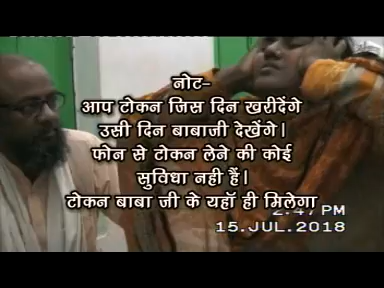 नोट-
आप टोकन जिस दिन खरीदेंगे
उसी दिन बाबाजी देखेंगे।
फोन से टोकन लेने की कोई
सुविधा नही हैं।
टोकन बाबा जी के यहॉ ही मिलेगा
2:47 PM
15.JUL.2018